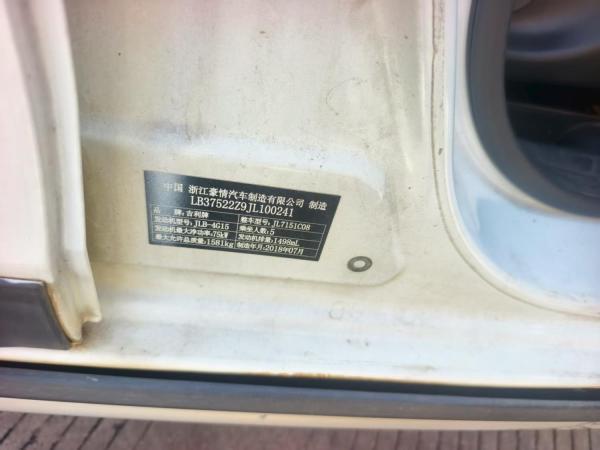 中国 浙江豪情汽车制造有限公司 制造
LB37522Z9JL100241
品 牌:吉利牌 整车型号:JL7151C08
发动机型号:JLB-4G15 乘坐人数:5
发动机最大净功率:75kW 发动机排量:1498mL
最大允许总质量:1581kg 制造年月:2018年07月